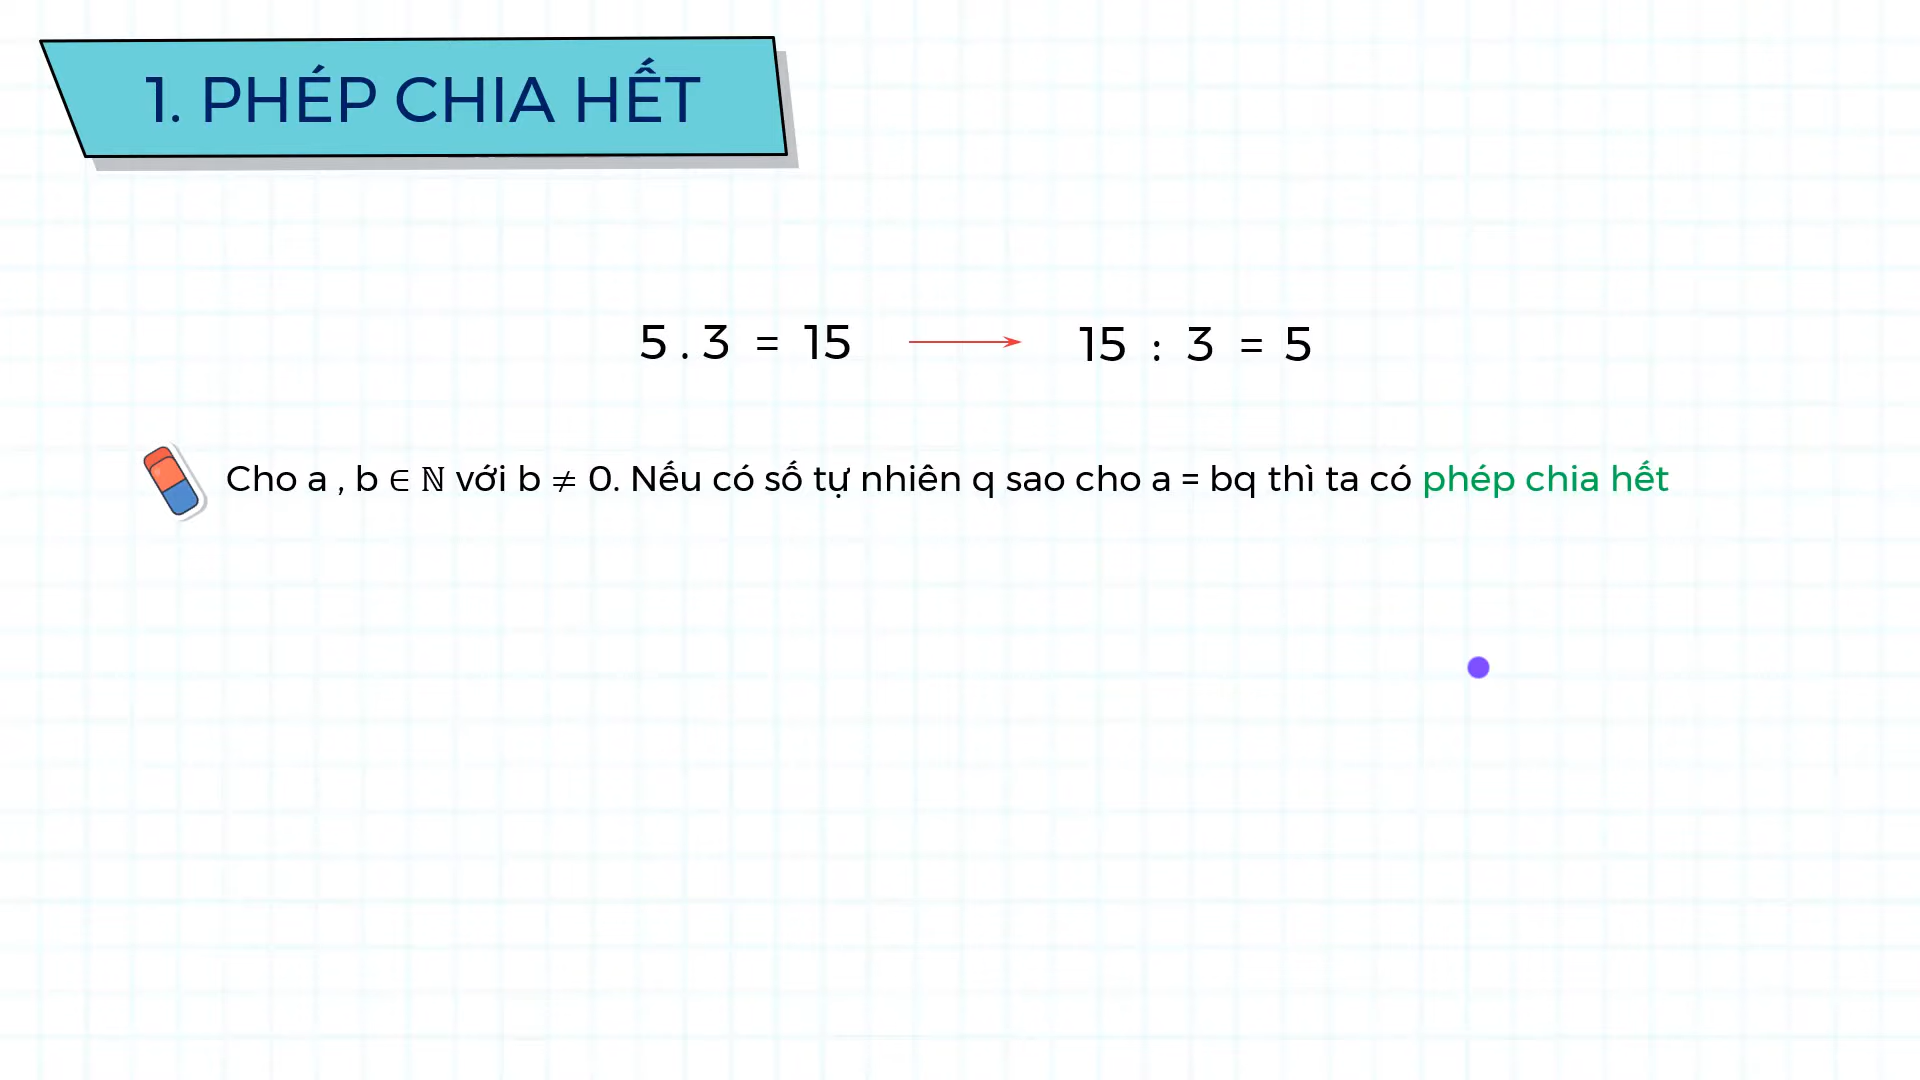 1. PHÉP CHIA HẾT
5 . 3 = 15 → 15 : 3 = 5
Cho a , b ∈ ℕ với b ≠ 0. Nếu có số tự nhiên q sao cho a = bq thì ta có phép chia hết